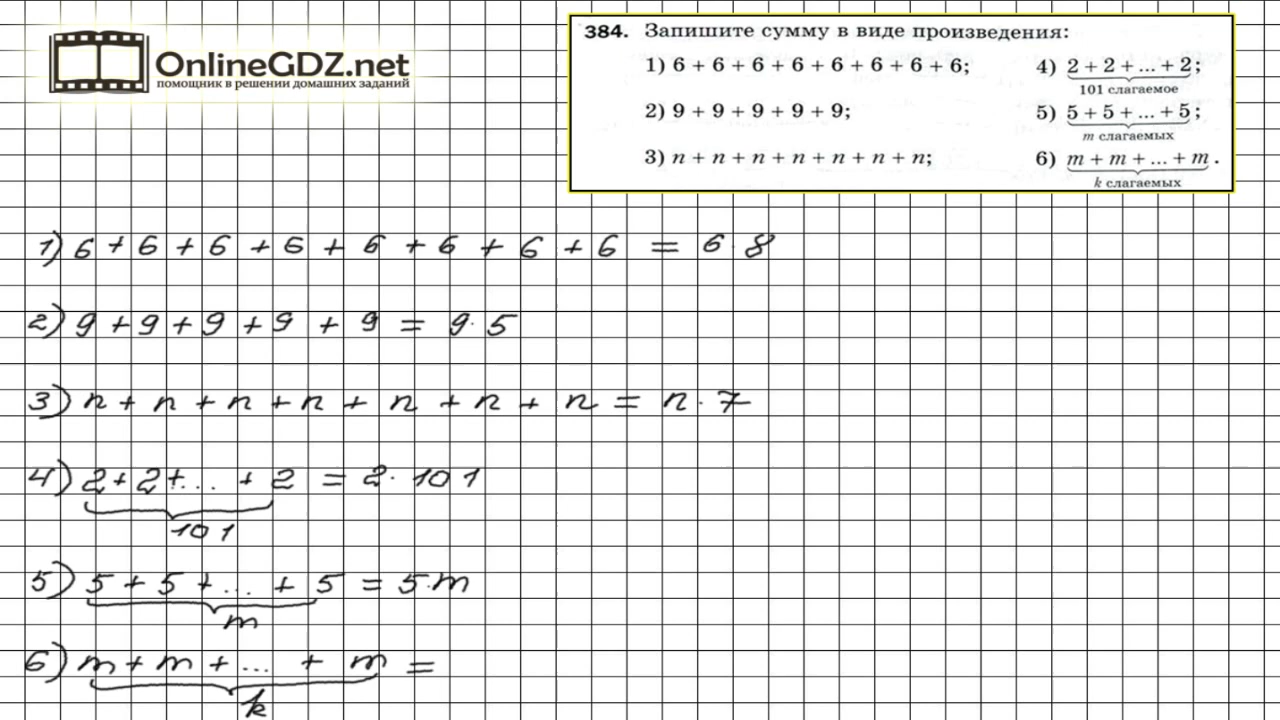 OnlineGDZ.net
помощник в решении домашних заданий
384. Запишите сумму в виде произведения:
1) 6 + 6 + 6 + 6 + 6 + 6 + 6 + 6;
2) 9 + 9 + 9 + 9 + 9;
3) n + n + n + n + n + n + n;
4) 2 + 2 + ... + 2;
101 слагаемое
5) 5 + 5 + ... + 5;
m слагаемых
6) m + m + ... + m .
k слагаемых
1) 6 + 6 + 6 + 6 + 6 + 6 + 6 + 6 = 6 · 8
2) 9 + 9 + 9 + 9 + 9 = 9 · 5
3) n + n + n + n + n + n + n = n · 7
4) 2 + 2 + ... + 2 = 2 · 101
101
5) 5 + 5 + ... + 5 = 5 · m
m
6) m + m + ... + m =
k